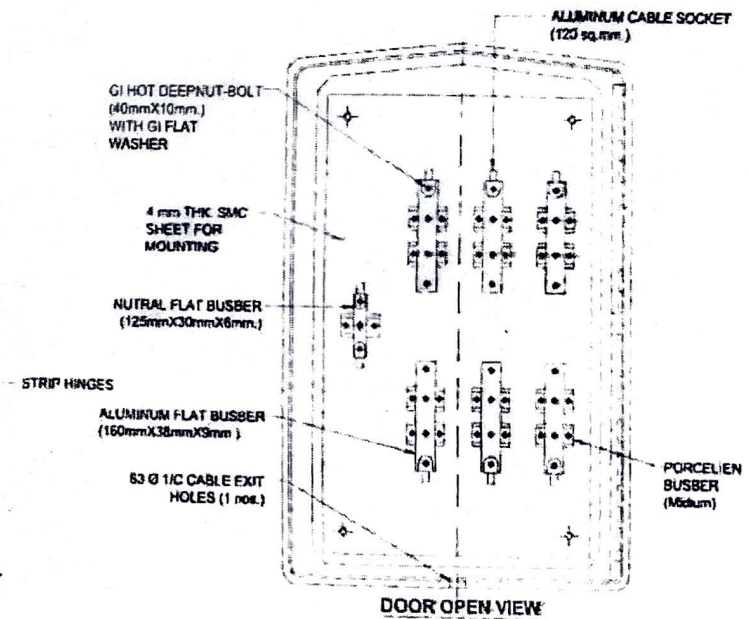 ALUMINUM CABLE SOCKET
(120 sq.mm.)
GI HOT DEEPNUT-BOLT
(40mmX10mm.)
WITH GI FLAT
WASHER
4 mm THK. SMC
SHEET FOR
MOUNTING
NUTRAL FLAT BUSBER
(125mmX30mmX6mm.)
STRIP HINGES
ALUMINUM FLAT BUSBER
(160mmX38mmX9mm.)
63 Ø 1/C CABLE EXIT
HOLES (1 nos.)
PORCELIEN
BUSBER
(Midium)
DOOR OPEN VIEW